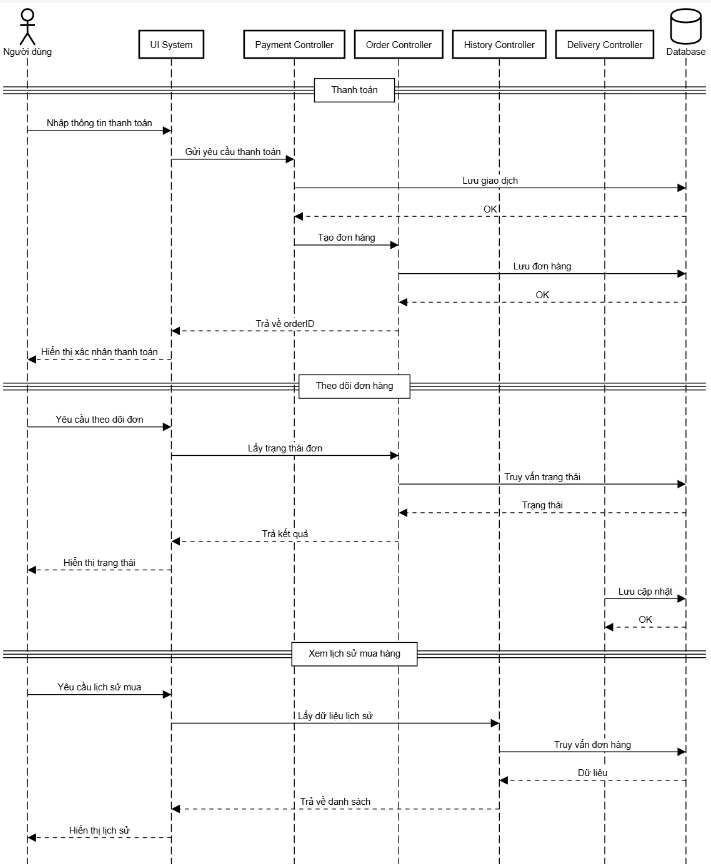 Người dùng
UI System
Payment Controller
Order Controller
History Controller
Delivery Controller
Database
Thanh toán
Nhập thông tin thanh toán
Gửi yêu cầu thanh toán
Lưu giao dịch
OK
Tạo đơn hàng
Lưu đơn hàng
OK
Trả về orderID
Hiển thị xác nhận thanh toán
Theo dõi đơn hàng
Yêu cầu theo dõi đơn
Lấy trạng thái đơn
Truy vấn trạng thái
Trạng thái
Trả kết quả
Hiển thị trạng thái
Lưu cập nhật
OK
Xem lịch sử mua hàng
Yêu cầu lịch sử mua
Lấy dữ liệu lịch sử
Truy vấn đơn hàng
Dữ liệu
Trả về danh sách
Hiển thị lịch sử